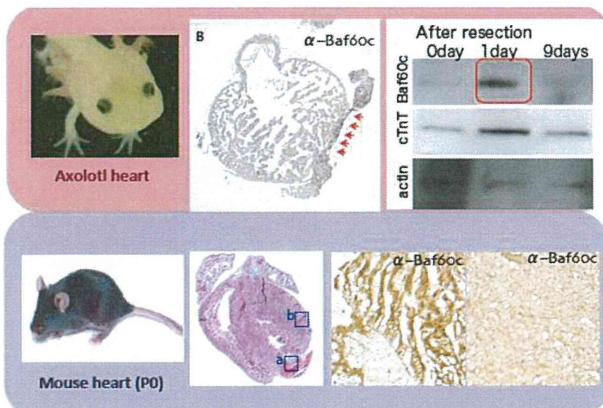 B
α-Baf60c
After resection
0day 1day 9days
Baf60c
cTnT
actin
Axolotl heart
α-Baf60c α-Baf60c
b
a
Mouse heart (P0)